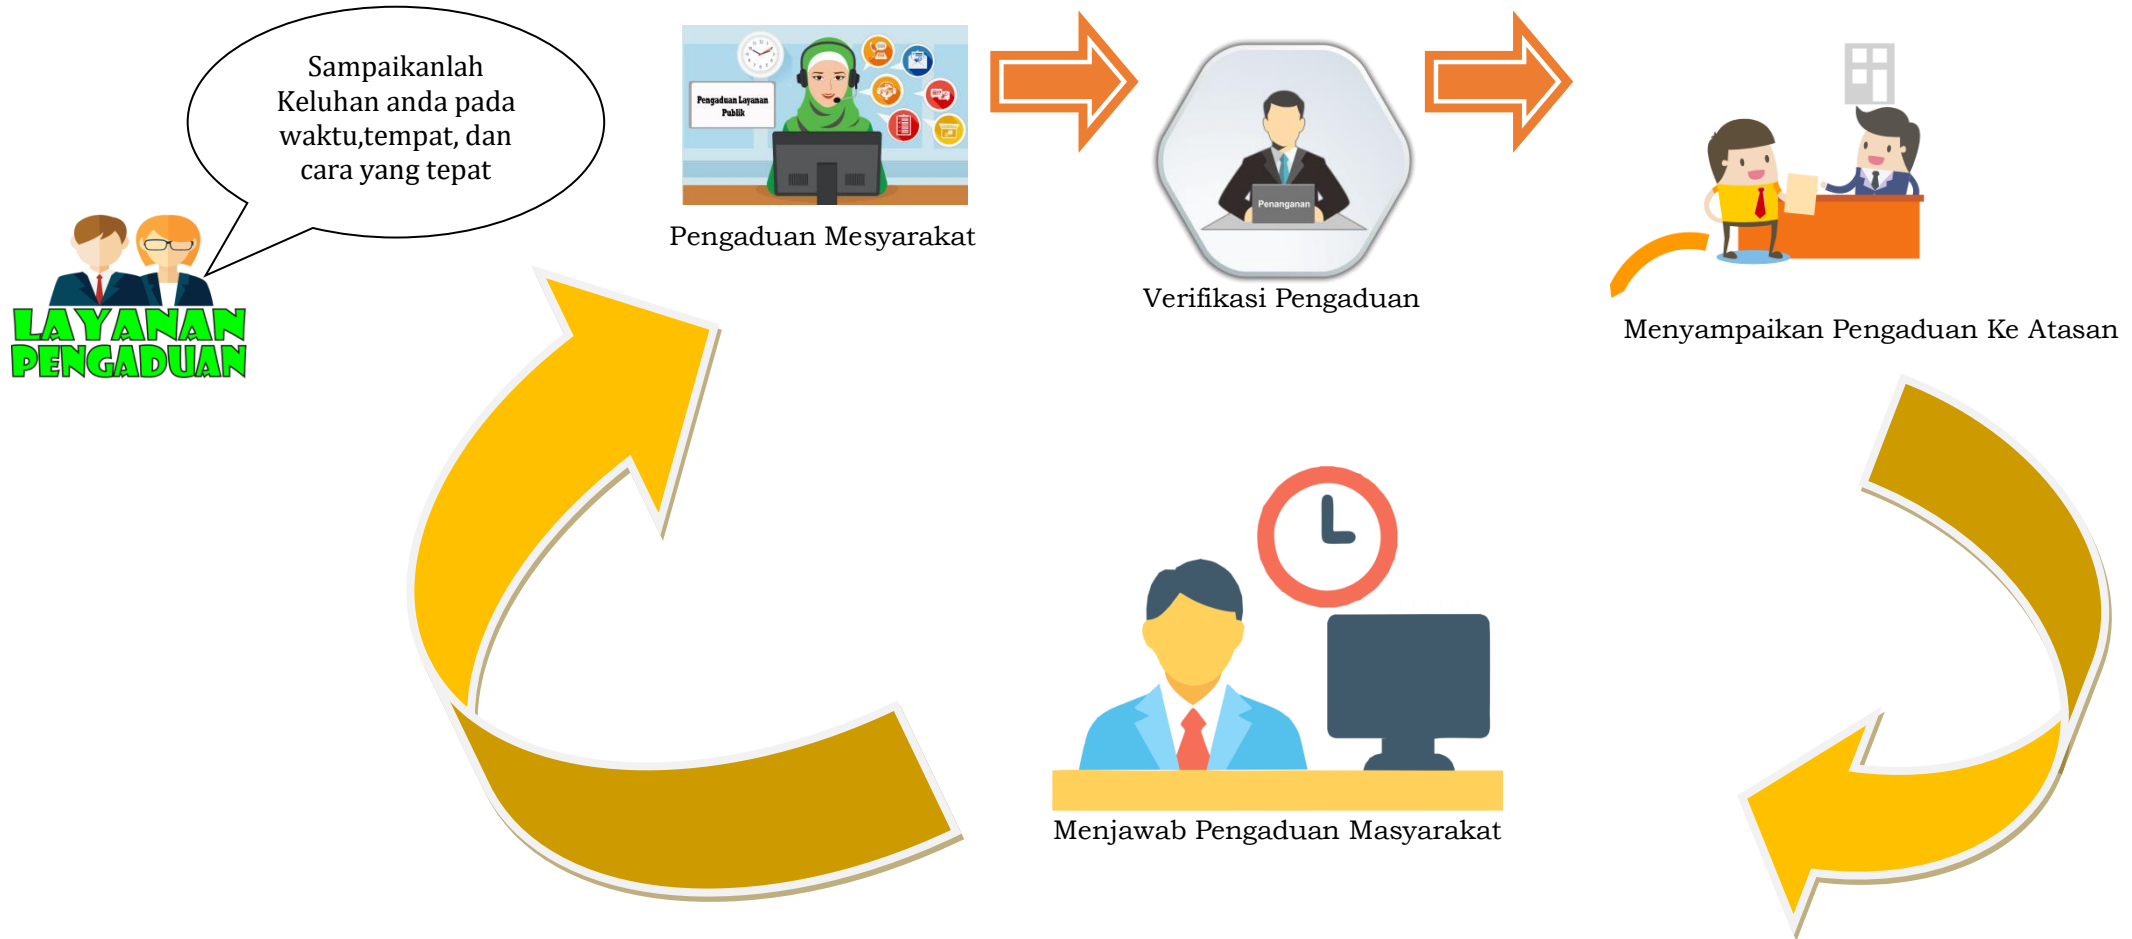 Sampaikanlah
Keluhan anda pada
waktu,tempat, dan
cara yang tepat
LAYANAN
PENGADUAN
Pengaduan Layanan
Publik
Pengaduan Mesyarakat
Penanganan
Verifikasi Pengaduan
Menyampaikan Pengaduan Ke Atasan
Menjawab Pengaduan Masyarakat